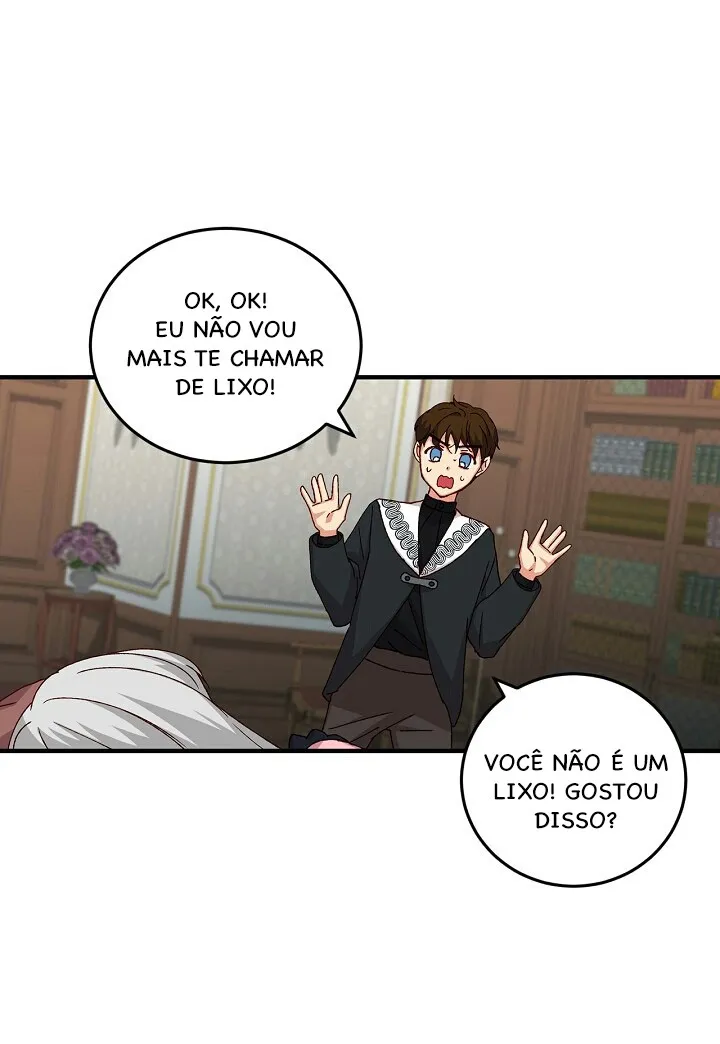 OK, OK!
EU NÃO VOU
MAIS TE CHAMAR
DE LIXO!
VOCÊ NÃO É UM
LIXO! GOSTOU
DISSO?